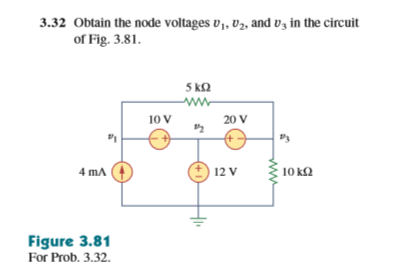 3.32 Obtain the node voltages v₁, v₂, and v₃ in the circuit
of Fig. 3.81.
5 kΩ
10 V
v₂
20 V
v₁
− +
+ −
v₃
4 mA
+ −
12 V
10 kΩ
Figure 3.81
For Prob. 3.32.